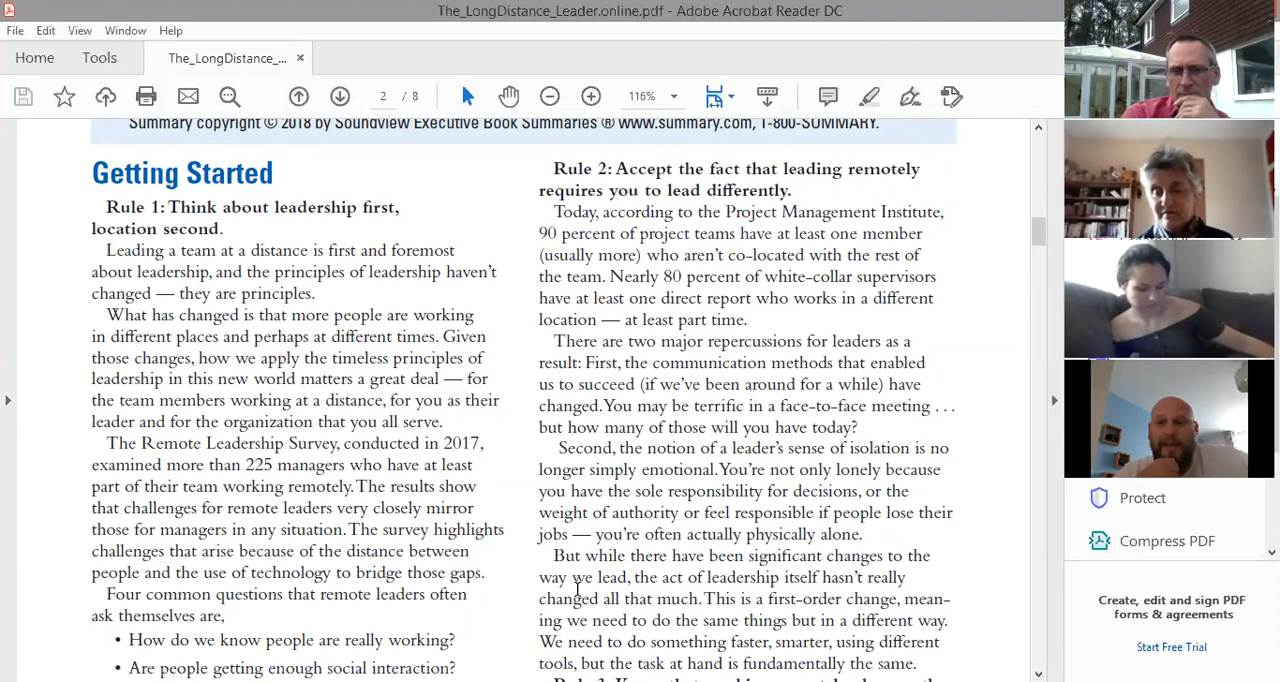 The_LongDistance_Leader.online.pdf - Adobe Acrobat Reader DC
File Edit View Window Help
Home Tools The_LongDistance_... ×
2 / 8 116%
Summary copyright © 2018 by Soundview Executive Book Summaries ® www.summary.com, 1-800-SUMMARY.
Getting Started
Rule 1: Think about leadership first,
location second.
Leading a team at a distance is first and foremost
about leadership, and the principles of leadership haven't
changed — they are principles.
What has changed is that more people are working
in different places and perhaps at different times. Given
those changes, how we apply the timeless principles of
leadership in this new world matters a great deal — for
the team members working at a distance, for you as their
leader and for the organization that you all serve.
The Remote Leadership Survey, conducted in 2017,
examined more than 225 managers who have at least
part of their team working remotely. The results show
that challenges for remote leaders very closely mirror
those for managers in any situation. The survey highlights
challenges that arise because of the distance between
people and the use of technology to bridge those gaps.
Four common questions that remote leaders often
ask themselves are,
• How do we know people are really working?
• Are people getting enough social interaction?
Rule 2: Accept the fact that leading remotely
requires you to lead differently.
Today, according to the Project Management Institute,
90 percent of project teams have at least one member
(usually more) who aren't co-located with the rest of
the team. Nearly 80 percent of white-collar supervisors
have at least one direct report who works in a different
location — at least part time.
There are two major repercussions for leaders as a
result: First, the communication methods that enabled
us to succeed (if we've been around for a while) have
changed. You may be terrific in a face-to-face meeting . . .
but how many of those will you have today?
Second, the notion of a leader's sense of isolation is no
longer simply emotional. You're not only lonely because
you have the sole responsibility for decisions, or the
weight of authority or feel responsible if people lose their
jobs — you're often actually physically alone.
But while there have been significant changes to the
way we lead, the act of leadership itself hasn't really
changed all that much. This is a first-order change, mean-
ing we need to do the same things but in a different way.
We need to do something faster, smarter, using different
tools, but the task at hand is fundamentally the same.
Protect
Compress PDF
Create, edit and sign PDF
forms & agreements
Start Free Trial